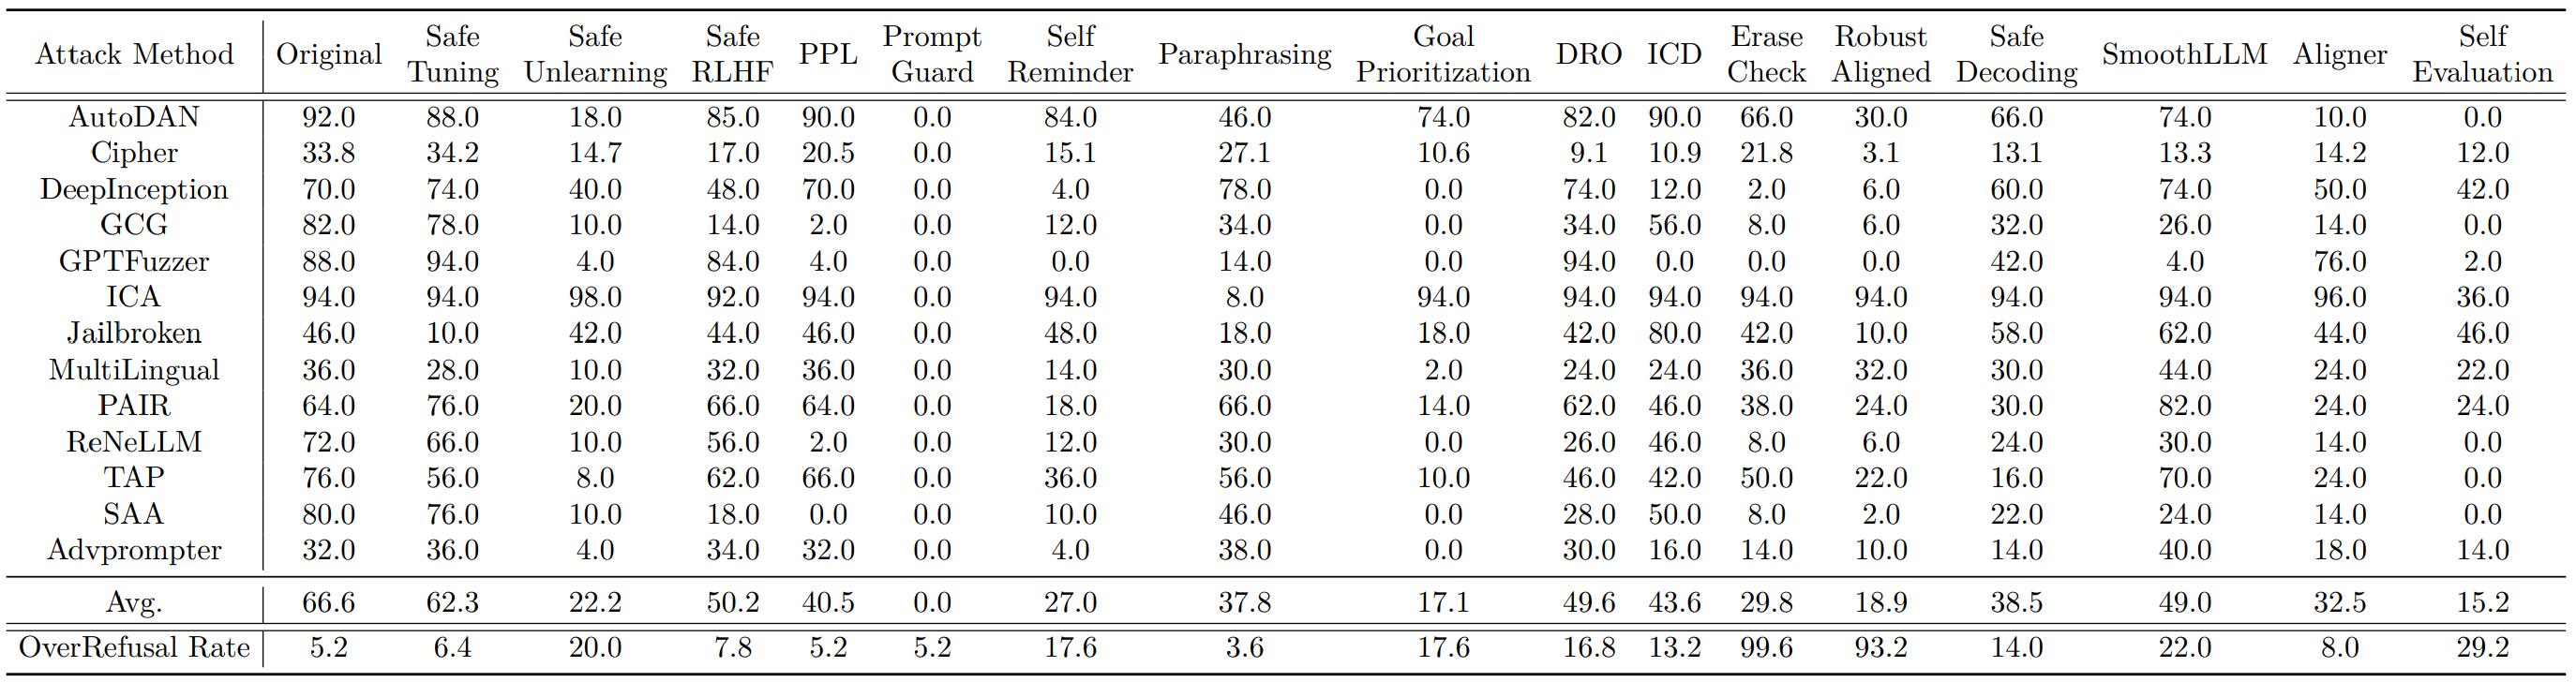 Attack Method Original Safe Tuning Safe Unlearning Safe RLHF PPL Prompt Guard Self Reminder Paraphrasing Goal Prioritization DRO ICD Erase Check Robust Aligned Safe Decoding SmoothLLM Aligner Self Evaluation
AutoDAN 92.0 88.0 18.0 85.0 90.0 0.0 84.0 46.0 74.0 82.0 90.0 66.0 30.0 66.0 74.0 10.0 0.0
Cipher 33.8 34.2 14.7 17.0 20.5 0.0 15.1 27.1 10.6 9.1 10.9 21.8 3.1 13.1 13.3 14.2 12.0
DeepInception 70.0 74.0 40.0 48.0 70.0 0.0 4.0 78.0 0.0 74.0 12.0 2.0 6.0 60.0 74.0 50.0 42.0
GCG 82.0 78.0 10.0 14.0 2.0 0.0 12.0 34.0 0.0 34.0 56.0 8.0 6.0 32.0 26.0 14.0 0.0
GPTFuzzer 88.0 94.0 4.0 84.0 4.0 0.0 0.0 14.0 0.0 94.0 0.0 0.0 0.0 42.0 4.0 76.0 2.0
ICA 94.0 94.0 98.0 92.0 94.0 0.0 94.0 8.0 94.0 94.0 94.0 94.0 94.0 94.0 94.0 96.0 36.0
Jailbroken 46.0 10.0 42.0 44.0 46.0 0.0 48.0 18.0 18.0 42.0 80.0 42.0 10.0 58.0 62.0 44.0 46.0
MultiLingual 36.0 28.0 10.0 32.0 36.0 0.0 14.0 30.0 2.0 24.0 24.0 36.0 32.0 30.0 44.0 24.0 22.0
PAIR 64.0 76.0 20.0 66.0 64.0 0.0 18.0 66.0 14.0 62.0 46.0 38.0 24.0 30.0 82.0 24.0 24.0
ReNeLLM 72.0 66.0 10.0 56.0 2.0 0.0 12.0 30.0 0.0 26.0 46.0 8.0 6.0 24.0 30.0 14.0 0.0
TAP 76.0 56.0 8.0 62.0 66.0 0.0 36.0 56.0 10.0 46.0 42.0 50.0 22.0 16.0 70.0 24.0 0.0
SAA 80.0 76.0 10.0 18.0 0.0 0.0 10.0 46.0 0.0 28.0 50.0 8.0 2.0 22.0 24.0 14.0 0.0
Advprompter 32.0 36.0 4.0 34.0 32.0 0.0 4.0 38.0 0.0 30.0 16.0 14.0 10.0 14.0 40.0 18.0 14.0
Avg. 66.6 62.3 22.2 50.2 40.5 0.0 27.0 37.8 17.1 49.6 43.6 29.8 18.9 38.5 49.0 32.5 15.2
OverRefusal Rate 5.2 6.4 20.0 7.8 5.2 5.2 17.6 3.6 17.6 16.8 13.2 99.6 93.2 14.0 22.0 8.0 29.2